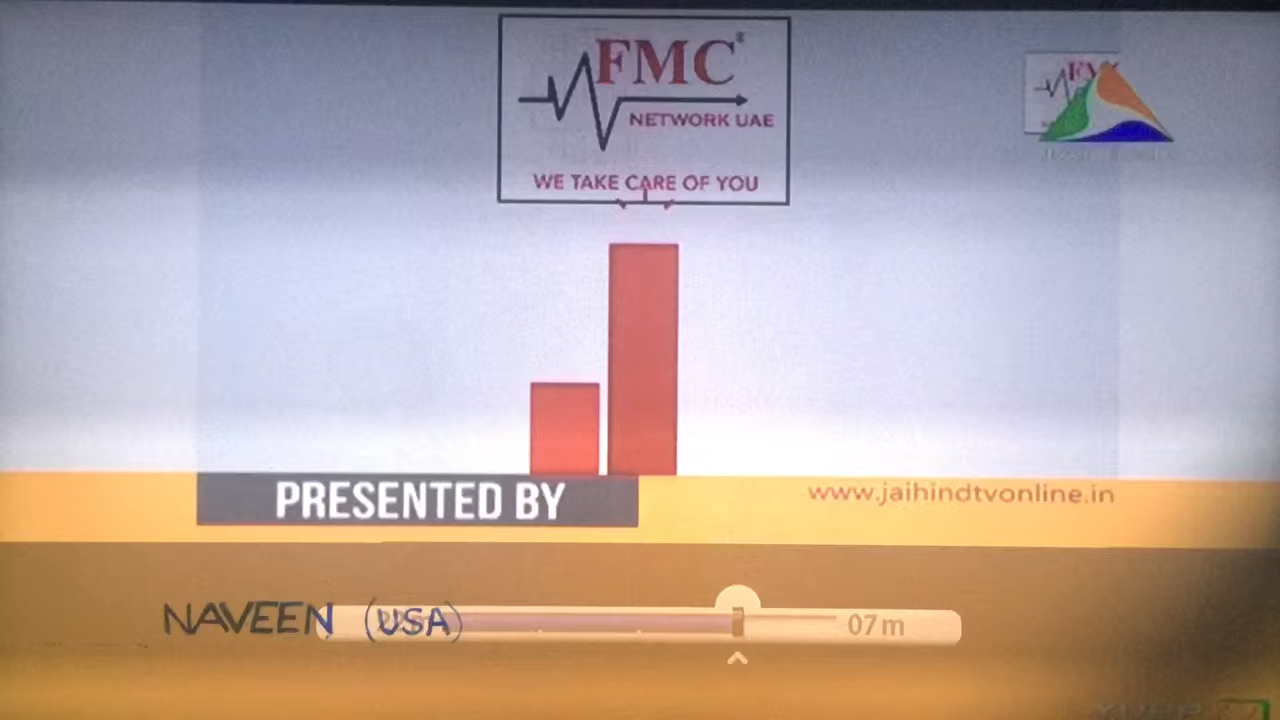 FMC
NETWORK UAE
WE TAKE CARE OF YOU
PRESENTED BY
www.jaihindtvonline.in
NAVEEN (USA)
07m